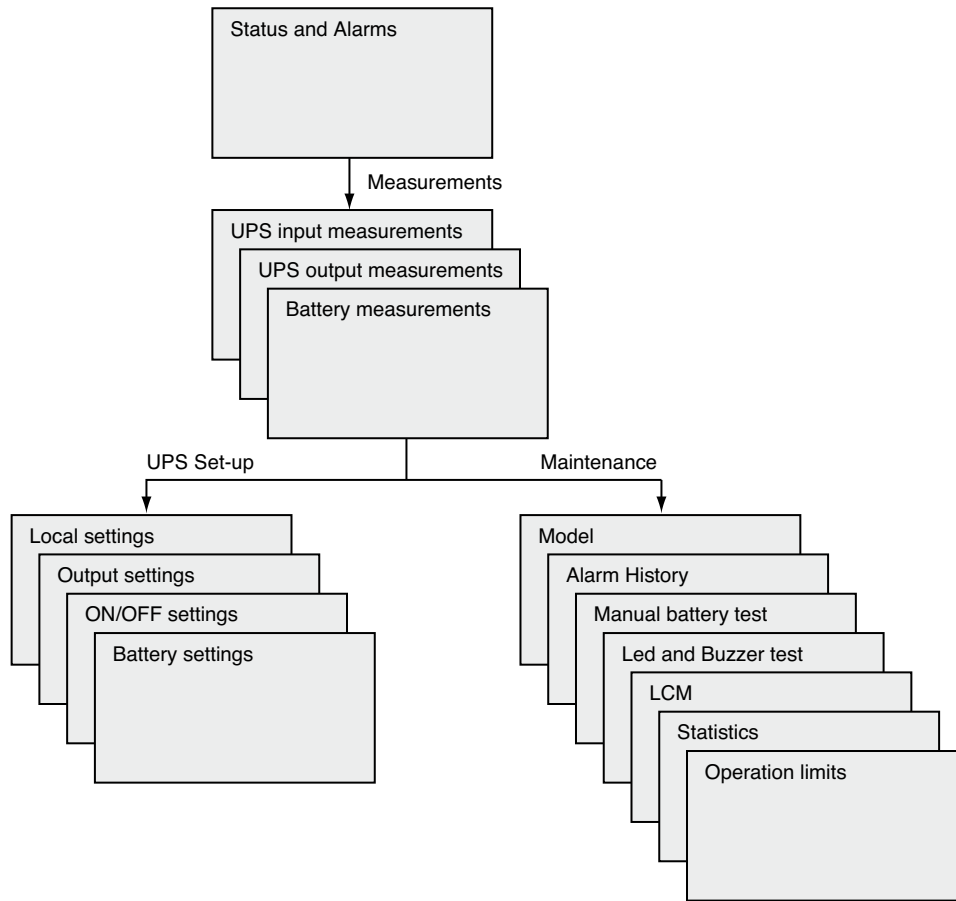 Status and Alarms
Measurements
UPS input measurements
UPS output measurements
Battery measurements
UPS Set-up
Maintenance
Local settings
Output settings
ON/OFF settings
Battery settings
Model
Alarm History
Manual battery test
Led and Buzzer test
LCM
Statistics
Operation limits